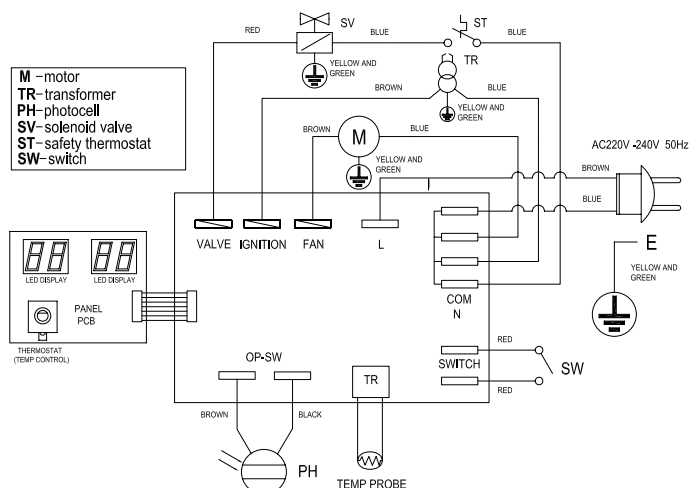 RED
SV
BLUE
ST
BLUE
YELLOW AND
GREEN
TR
BROWN
BLUE
YELLOW AND
GREEN
M –motor
TR–transformer
PH–photocell
SV–solenoid valve
ST –safety thermostat
SW–switch
BROWN
M
BLUE
YELLOW AND
GREEN
AC220V -240V 50Hz
BROWN
BLUE
VALVE
IGNITION
FAN
L
COM
N
E
YELLOW AND
GREEN
88
88
LED DISPLAY
LED DISPLAY
PANEL
PCB
THERMOSTAT
(TEMP CONTROL)
OP-SW
TR
SWITCH
RED
RED
SW
BROWN
BLACK
PH
TEMP PROBE